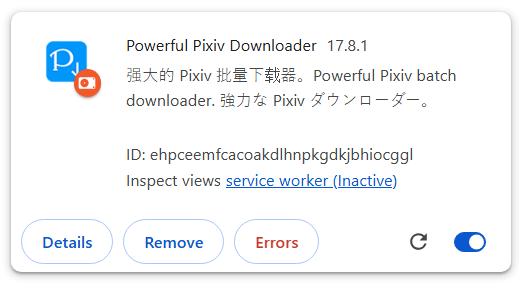 Powerful Pixiv Downloader 17.8.1
强大的 Pixiv 批量下载器。Powerful Pixiv batch
downloader. 強力な Pixiv ダウンローダー。
ID: ehpceemfcacoakdlhnpkgdkjbhiocggl
Inspect views service worker (Inactive)
Details Remove Errors